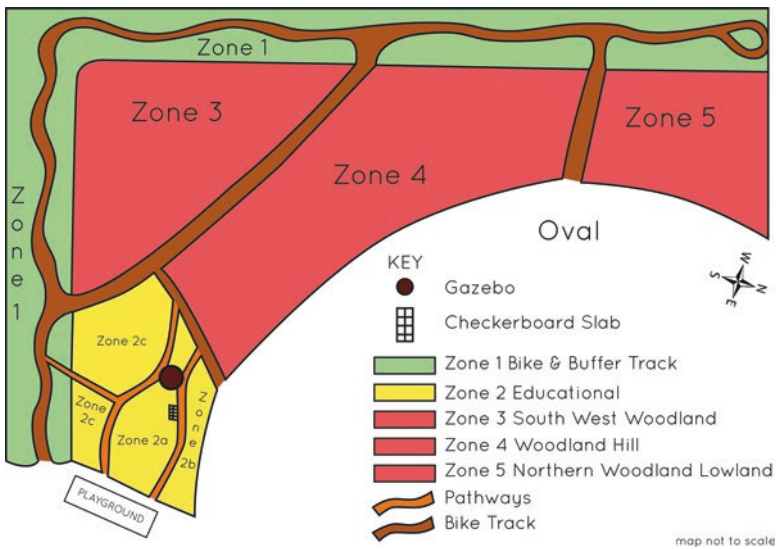 Zone 1
Zone 3
Zone 5
Zone 4
Zone 1
Oval
KEY
Gazebo
Checkerboard Slab
Zone 1 Bike & Buffer Track
Zone 2 Educational
Zone 3 South West Woodland
Zone 4 Woodland Hill
Zone 5 Northern Woodland Lowland
Pathways
Bike Track
W
S
N
E
Zone 2c
Zone 2c
Zone 2a
Zone 2b
PLAYGROUND
map not to scale